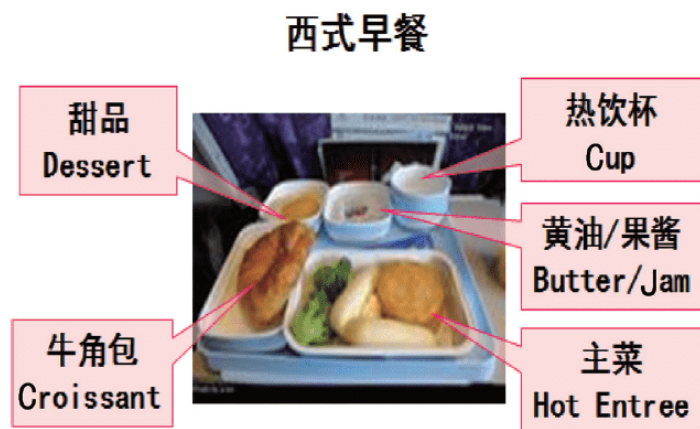 西式早餐
甜品
Dessert
热饮杯
Cup
黄油/果酱
Butter/Jam
牛角包
Croissant
主菜
Hot Entree